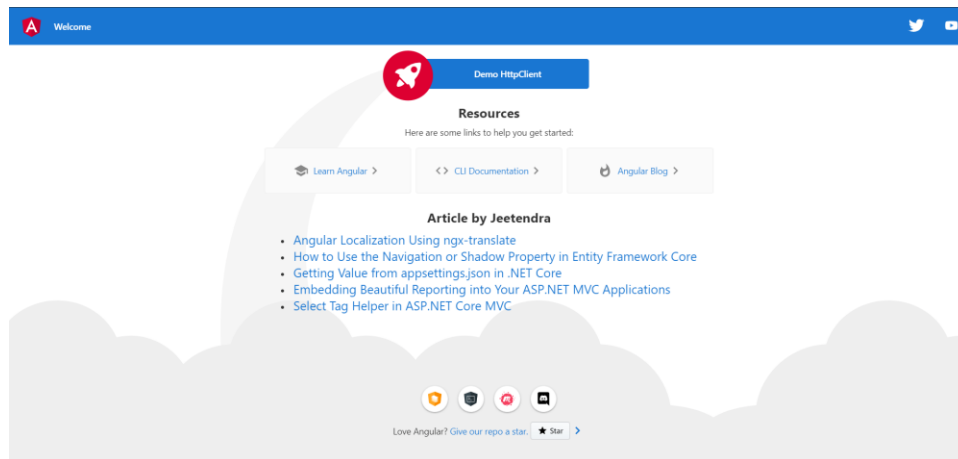 Welcome
Demo HttpClient
Resources
Here are some links to help you get started:
Learn Angular
CLI Documentation
Angular Blog
Article by Jeetendra
Angular Localization Using ngx-translate
How to Use the Navigation or Shadow Property in Entity Framework Core
Getting Value from appsettings.json in .NET Core
Embedding Beautiful Reporting into Your ASP.NET MVC Applications
Select Tag Helper in ASP.NET Core MVC
Love Angular? Give our repo a star. Star